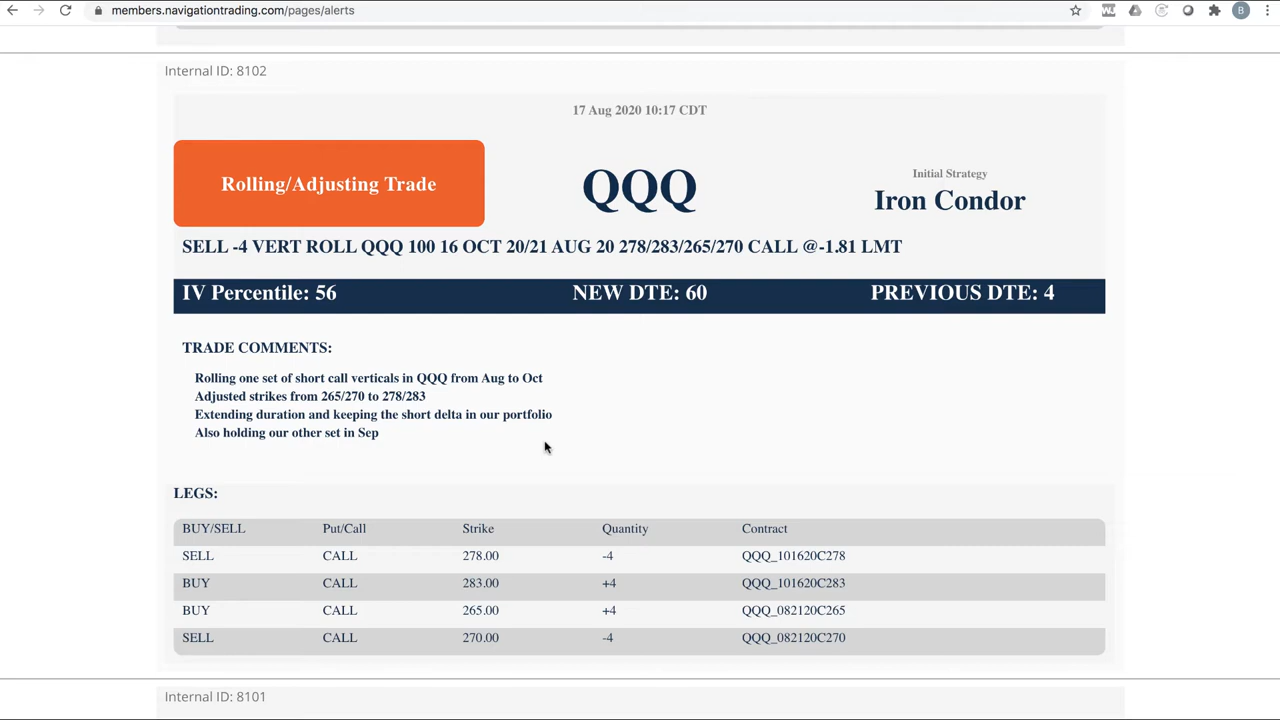 members.navigationtrading.com/pages/alerts
B
Internal ID: 8102
17 Aug 2020 10:17 CDT
Rolling/Adjusting Trade
QQQ
Initial Strategy
Iron Condor
SELL -4 VERT ROLL QQQ 100 16 OCT 20/21 AUG 20 278/283/265/270 CALL @-1.81 LMT
IV Percentile: 56 NEW DTE: 60 PREVIOUS DTE: 4
TRADE COMMENTS:
Rolling one set of short call verticals in QQQ from Aug to Oct
Adjusted strikes from 265/270 to 278/283
Extending duration and keeping the short delta in our portfolio
Also holding our other set in Sep
LEGS:
BUY/SELL Put/Call Strike Quantity Contract
SELL CALL 278.00 -4 QQQ_101620C278
BUY CALL 283.00 +4 QQQ_101620C283
BUY CALL 265.00 +4 QQQ_082120C265
SELL CALL 270.00 -4 QQQ_082120C270
Internal ID: 8101